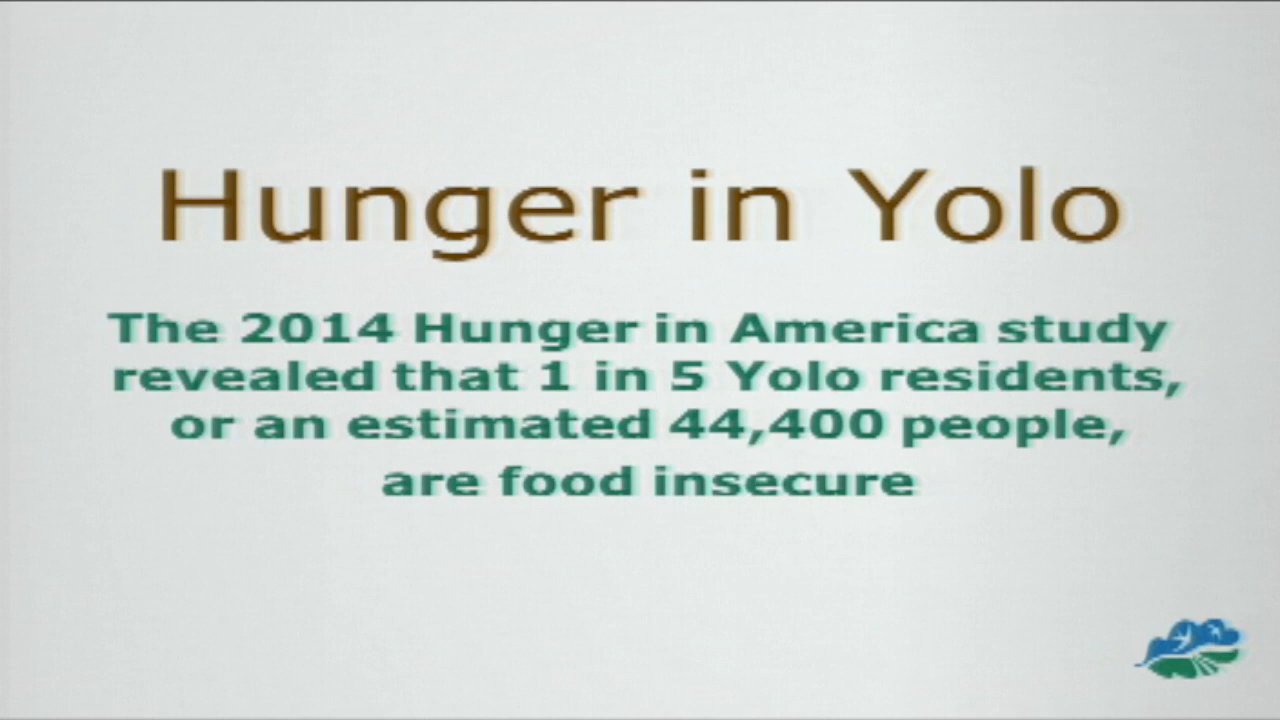 Hunger in Yolo
The 2014 Hunger in America study
revealed that 1 in 5 Yolo residents,
or an estimated 44,400 people,
are food insecure